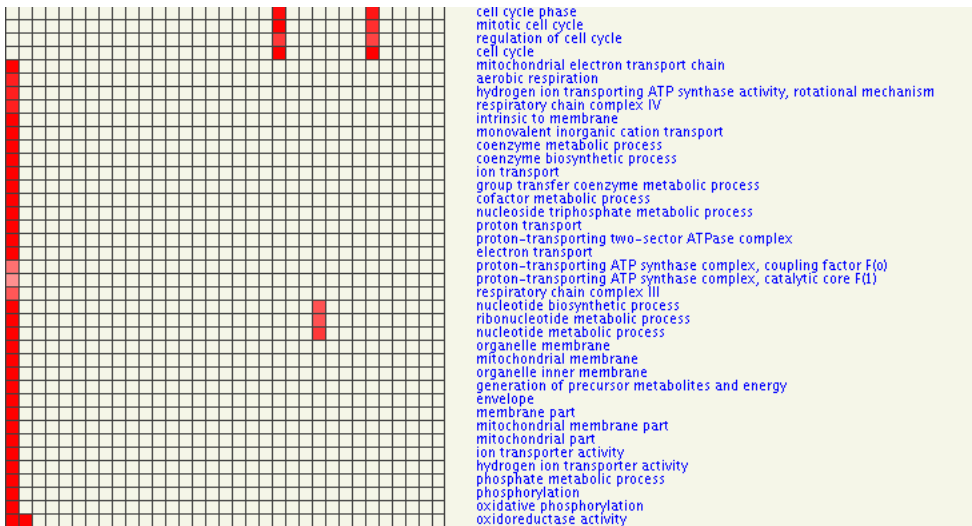 cell cycle phase
mitotic cell cycle
regulation of cell cycle
cell cycle
mitochondrial electron transport chain
aerobic respiration
hydrogen ion transporting ATP synthase activity, rotational mechanism
respiratory chain complex IV
intrinsic to membrane
monovalent inorganic cation transport
coenzyme metabolic process
coenzyme biosynthetic process
ion transport
group transfer coenzyme metabolic process
cofactor metabolic process
nucleoside triphosphate metabolic process
proton transport
proton-transporting two-sector ATPase complex
electron transport
proton-transporting ATP synthase complex, coupling factor F(o)
proton-transporting ATP synthase complex, catalytic core F(1)
respiratory chain complex III
nucleotide biosynthetic process
ribonucleotide metabolic process
nucleotide metabolic process
organelle membrane
mitochondrial membrane
organelle inner membrane
generation of precursor metabolites and energy
envelope
membrane part
mitochondrial membrane part
mitochondrial part
ion transporter activity
hydrogen ion transporter activity
phosphate metabolic process
phosphorylation
oxidative phosphorylation
oxidoreductase activity